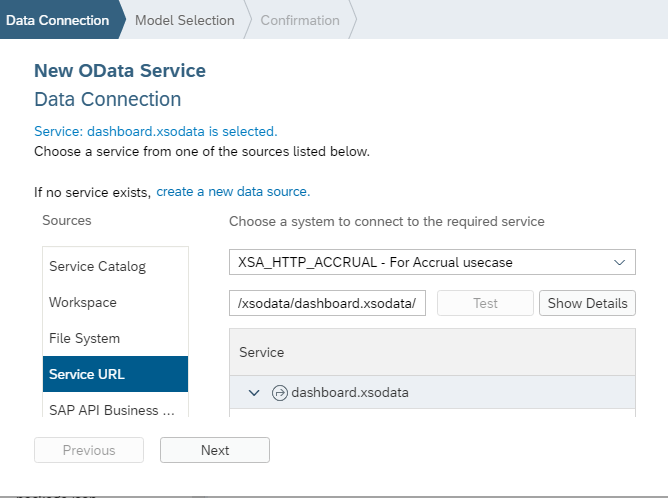 Data Connection Model Selection Confirmation
New OData Service
Data Connection
Service: dashboard.xsodata is selected.
Choose a service from one of the sources listed below.
If no service exists, create a new data source.
Sources
Service Catalog
Workspace
File System
Service URL
SAP API Business ...
Choose a system to connect to the required service
XSA_HTTP_ACCRUAL - For Accrual usecase
/xsodata/dashboard.xsodata/ Test Show Details
Service
dashboard.xsodata
Previous Next